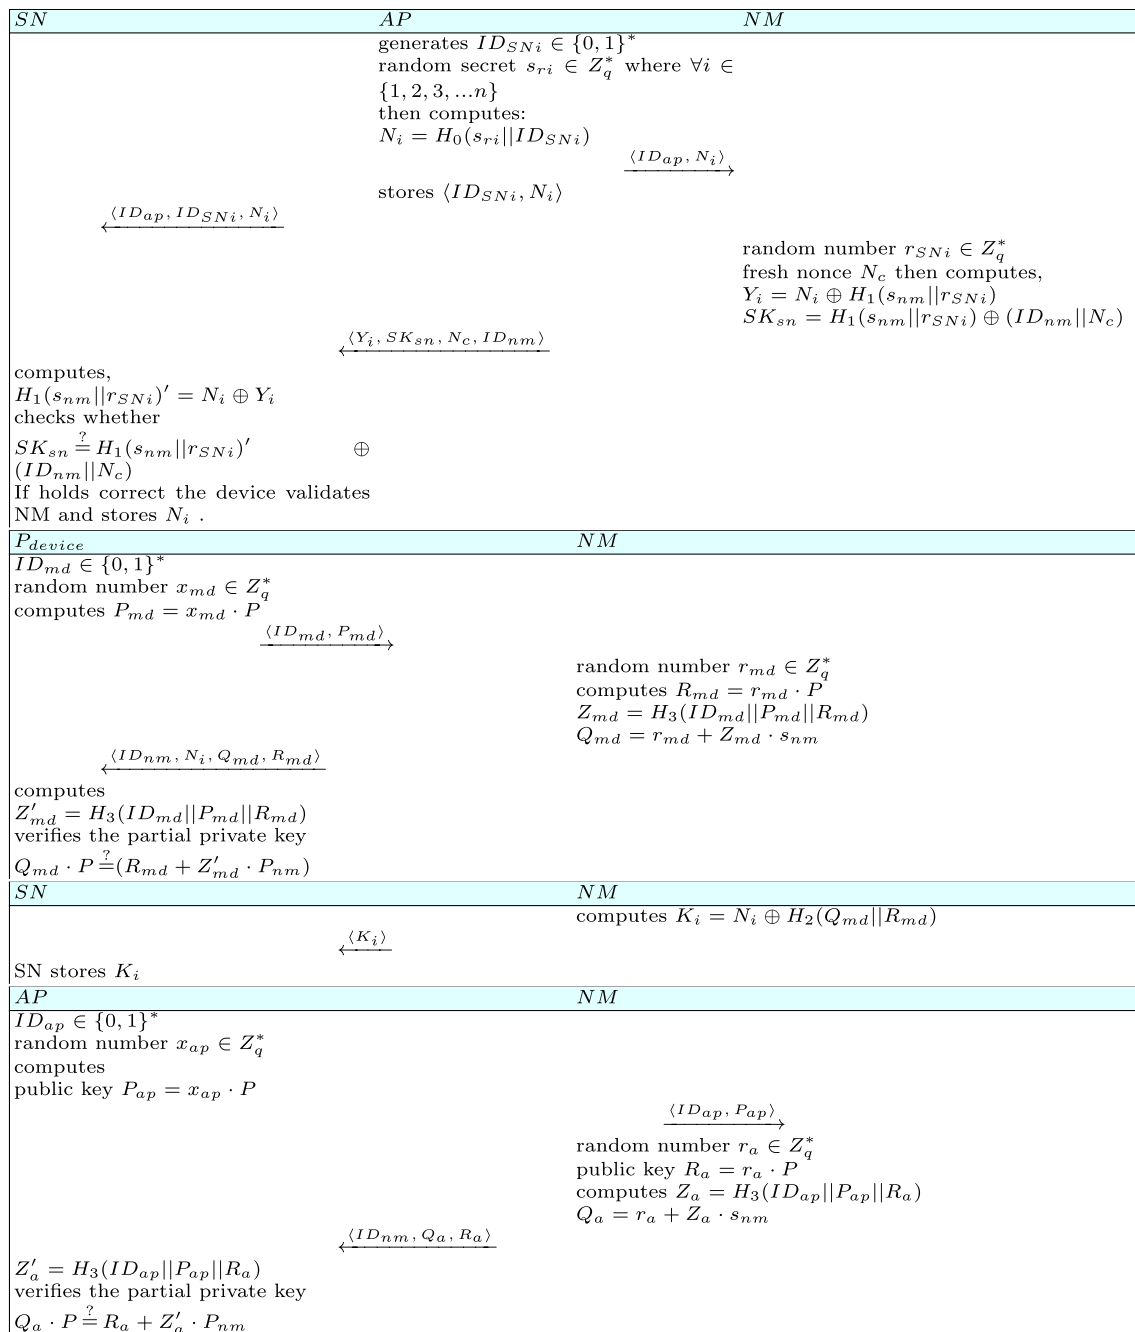 SN AP NM
generates ID_{SNi} ∈ {0, 1}^*
random secret s_{ri} ∈ Z_q^* where ∀i ∈
{1, 2, 3, ...n}
then computes:
N_i = H_0(s_{ri}||ID_{SNi})
⟨ID_{ap}, N_i⟩
stores ⟨ID_{SNi}, N_i⟩
⟨ID_{ap}, ID_{SNi}, N_i⟩
random number r_{SNi} ∈ Z_q^*
fresh nonce N_c then computes,
Y_i = N_i ⊕ H_1(s_{nm}||r_{SNi})
SK_{sn} = H_1(s_{nm}||r_{SNi}) ⊕ (ID_{nm}||N_c)
⟨Y_i, SK_{sn}, N_c, ID_{nm}⟩
computes,
H_1(s_{nm}||r_{SNi})′ = N_i ⊕ Y_i
checks whether
SK_{sn} ≟ H_1(s_{nm}||r_{SNi})′ ⊕
(ID_{nm}||N_c)
If holds correct the device validates
NM and stores N_i .
P_{device} NM
ID_{md} ∈ {0, 1}^*
random number x_{md} ∈ Z_q^*
computes P_{md} = x_{md} · P
⟨ID_{md}, P_{md}⟩
random number r_{md} ∈ Z_q^*
computes R_{md} = r_{md} · P
Z_{md} = H_3(ID_{md}||P_{md}||R_{md})
Q_{md} = r_{md} + Z_{md} · s_{nm}
⟨ID_{nm}, N_i, Q_{md}, R_{md}⟩
computes
Z′_{md} = H_3(ID_{md}||P_{md}||R_{md})
verifies the partial private key
Q_{md} · P ≟ (R_{md} + Z′_{md} · P_{nm})
SN NM
computes K_i = N_i ⊕ H_2(Q_{md}||R_{md})
⟨K_i⟩
SN stores K_i
AP NM
ID_{ap} ∈ {0, 1}^*
random number x_{ap} ∈ Z_q^*
computes
public key P_{ap} = x_{ap} · P
⟨ID_{ap}, P_{ap}⟩
random number r_a ∈ Z_q^*
public key R_a = r_a · P
computes Z_a = H_3(ID_{ap}||P_{ap}||R_a)
Q_a = r_a + Z_a · s_{nm}
⟨ID_{nm}, Q_a, R_a⟩
Z′_a = H_3(ID_{ap}||P_{ap}||R_a)
verifies the partial private key
Q_a · P ≟ R_a + Z′_a · P_{nm}